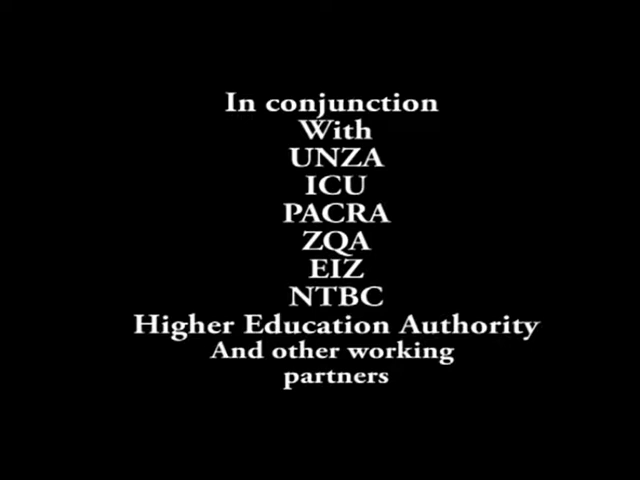 In conjunction
With
UNZA
ICU
PACRA
ZQA
EIZ
NTBC
Higher Education Authority
And other working
partners